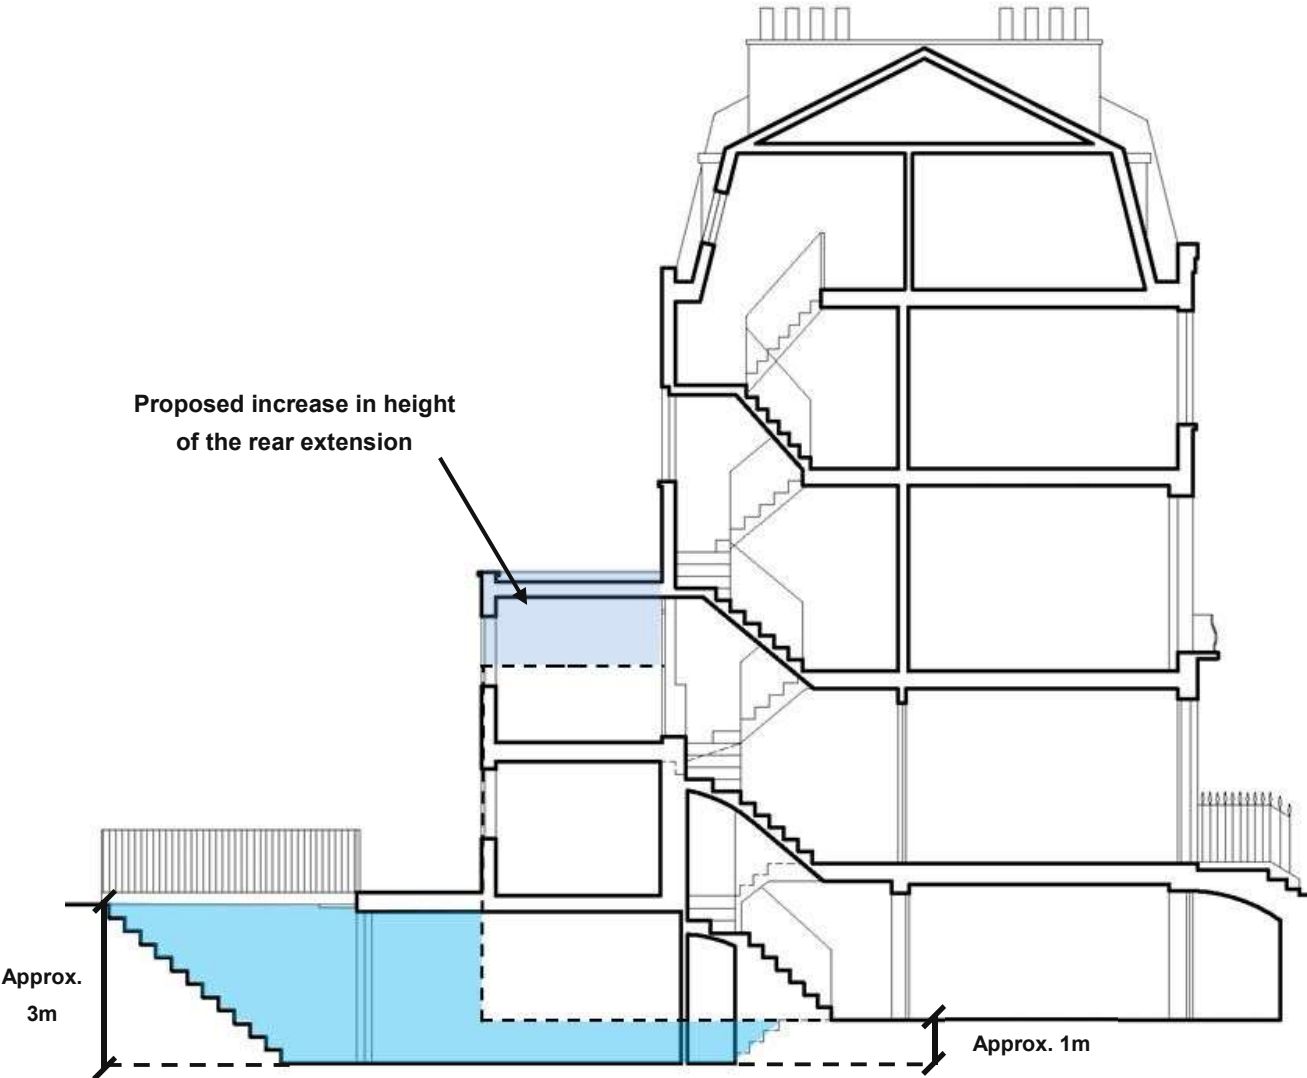 Proposed increase in height
of the rear extension
Approx.
3m
Approx. 1m